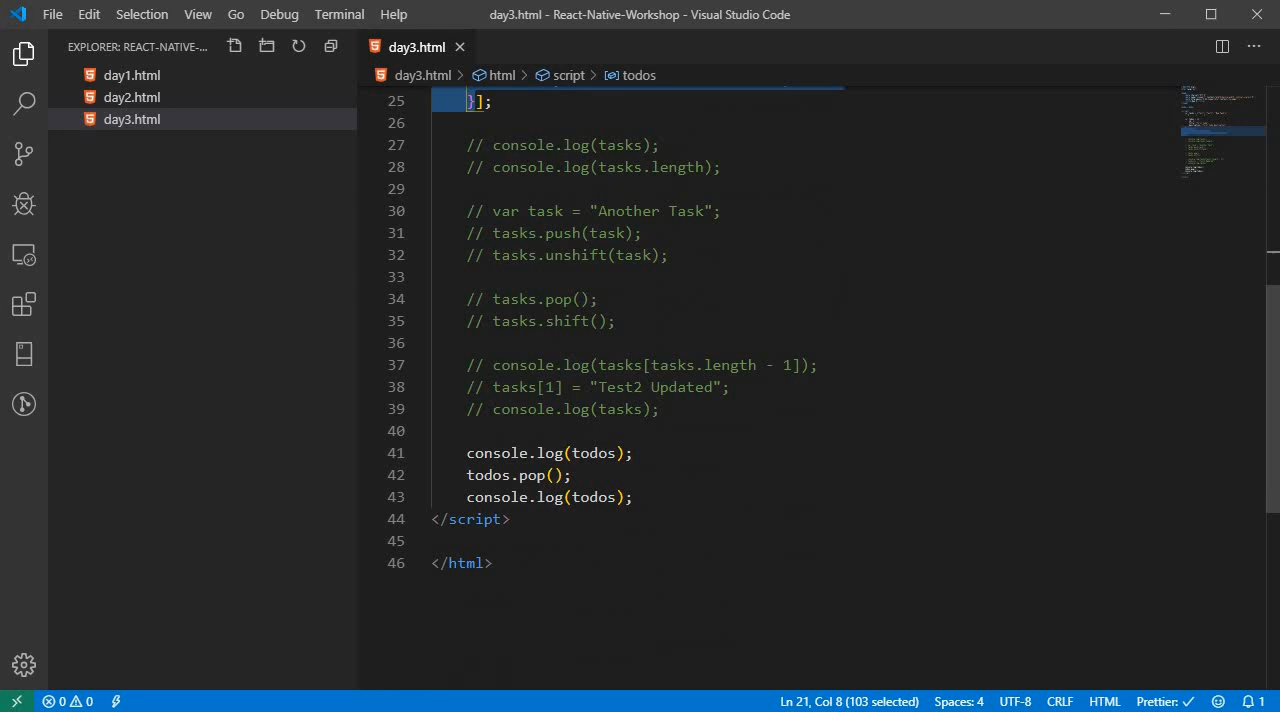 File Edit Selection View Go Debug Terminal Help day3.html - React-Native-Workshop - Visual Studio Code
EXPLORER: REACT-NATIVE-...
day1.html
day2.html
day3.html
day3.html
day3.html > html > script > todos
25 }];
26
27 // console.log(tasks);
28 // console.log(tasks.length);
29
30 // var task = "Another Task";
31 // tasks.push(task);
32 // tasks.unshift(task);
33
34 // tasks.pop();
35 // tasks.shift();
36
37 // console.log(tasks[tasks.length - 1]);
38 // tasks[1] = "Test2 Updated";
39 // console.log(tasks);
40
41 console.log(todos);
42 todos.pop();
43 console.log(todos);
44 </script>
45
46 </html>
0 0 Ln 21, Col 8 (103 selected) Spaces: 4 UTF-8 CRLF HTML Prettier: ✓ 1